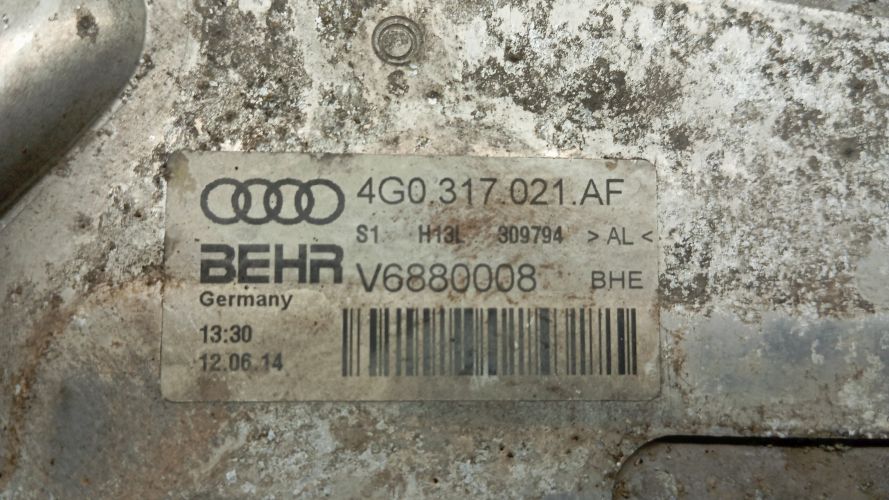 4G0.317.021.AF
S1 H13L 309794 >AL<
BEHR V6880008 BHE
Germany
13:30
12.06.14